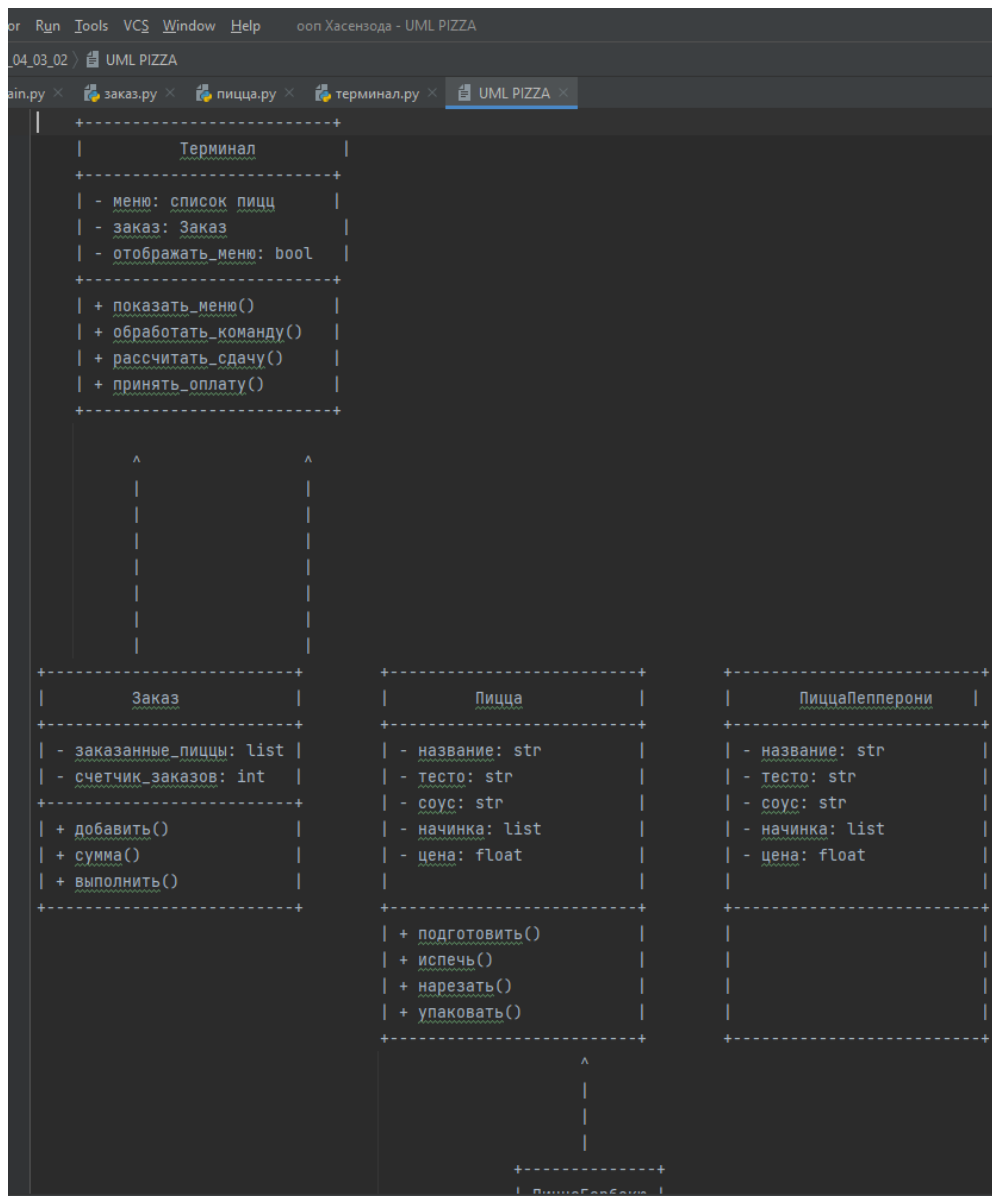 or Run Tools VCS Window Help ооп Хасензода - UML PIZZA
_04_03_02 UML PIZZA
ain.py заказ.py пицца.py терминал.py UML PIZZA
+--------------------------+
| Терминал |
+--------------------------+
| - меню: список пицц |
| - заказ: Заказ |
| - отображать_меню: bool |
+--------------------------+
| + показать_меню() |
| + обработать_команду() |
| + рассчитать_сдачу() |
| + принять_оплату() |
+--------------------------+
^ ^
| |
| |
| |
| |
| |
| |
| |
+--------------------------+ +--------------------------+ +--------------------------+
| Заказ | | Пицца | | ПиццаПепперони |
+--------------------------+ +--------------------------+ +--------------------------+
| - заказанные_пиццы: list | | - название: str | | - название: str |
| - счетчик_заказов: int | | - тесто: str | | - тесто: str |
+--------------------------+ | - соус: str | | - соус: str |
| + добавить() | | - начинка: list | | - начинка: list |
| + сумма() | | - цена: float | | - цена: float |
| + выполнить() | | | | |
+--------------------------+ +--------------------------+ +--------------------------+
| + подготовить() | | |
| + испечь() | | |
| + нарезать() | | |
| + упаковать() | | |
+--------------------------+ +--------------------------+
^
|
|
|
+--------------+